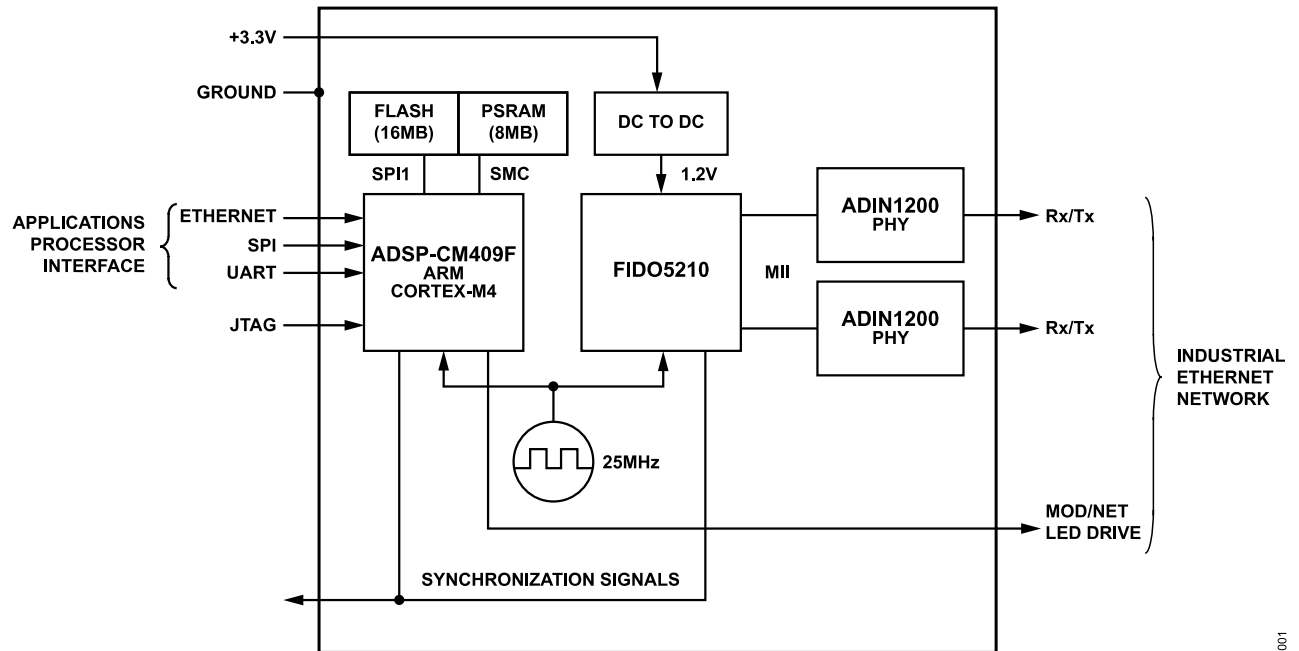 +3.3V
GROUND
FLASH
(16MB)
PSRAM
(8MB)
DC TO DC
SPI1
SMC
1.2V
APPLICATIONS
PROCESSOR
INTERFACE
ETHERNET
SPI
UART
JTAG
ADSP-CM409F
ARM
CORTEX-M4
FIDO5210
MII
ADIN1200
PHY
Rx/Tx
ADIN1200
PHY
Rx/Tx
INDUSTRIAL
ETHERNET
NETWORK
25MHz
MOD/NET
LED DRIVE
SYNCHRONIZATION SIGNALS
001